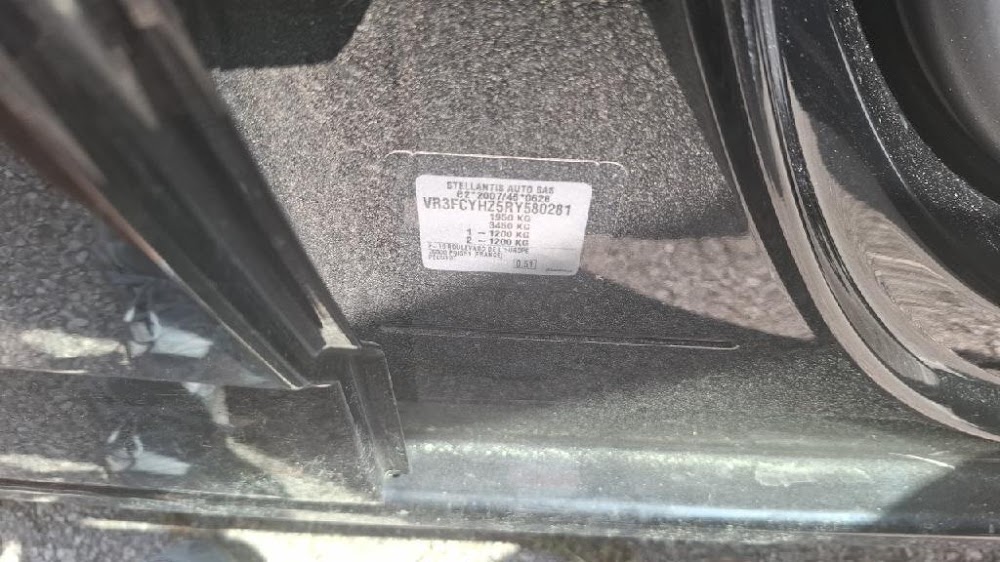 STELLANTIS AUTO SAS
e2*2007/46*0628
VR3FCYHZ5RY580281
1950 KG
3450 KG
1 - 1200 KG
2 - 1200 KG
0.51